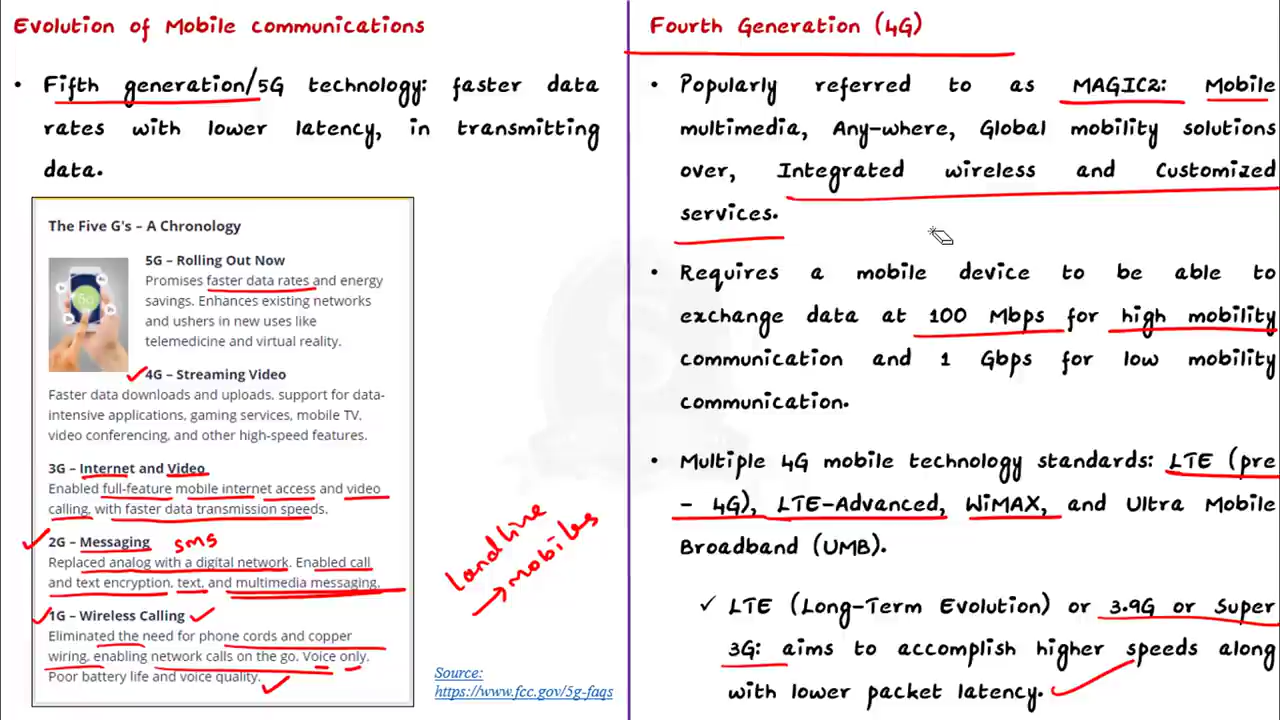 Evolution of Mobile communications
• Fifth generation/5G technology: faster data
rates with lower latency, in transmitting
data.
The Five G's – A Chronology
5G – Rolling Out Now
Promises faster data rates and energy
savings. Enhances existing networks
and ushers in new uses like
telemedicine and virtual reality.
4G – Streaming Video
Faster data downloads and uploads, support for data-
intensive applications, gaming services, mobile TV,
video conferencing, and other high-speed features.
3G – Internet and Video
Enabled full-feature mobile internet access and video
calling, with faster data transmission speeds.
2G – Messaging sms
Replaced analog with a digital network. Enabled call
and text encryption, text, and multimedia messaging.
1G – Wireless Calling
Eliminated the need for phone cords and copper
wiring, enabling network calls on the go. Voice only.
Poor battery life and voice quality.
landline
→ mobiles
Source:
https://www.fcc.gov/5g-faqs
Fourth Generation (4G)
• Popularly referred to as MAGIC2: Mobile
multimedia, Any-where, Global mobility solutions
over, Integrated wireless and Customized
services.
• Requires a mobile device to be able to
exchange data at 100 Mbps for high mobility
communication and 1 Gbps for low mobility
communication.
• Multiple 4G mobile technology standards: LTE (pre
- 4G), LTE-Advanced, WiMAX, and Ultra Mobile
Broadband (UMB).
✓ LTE (Long-Term Evolution) or 3.9G or Super
3G: aims to accomplish higher speeds along
with lower packet latency.